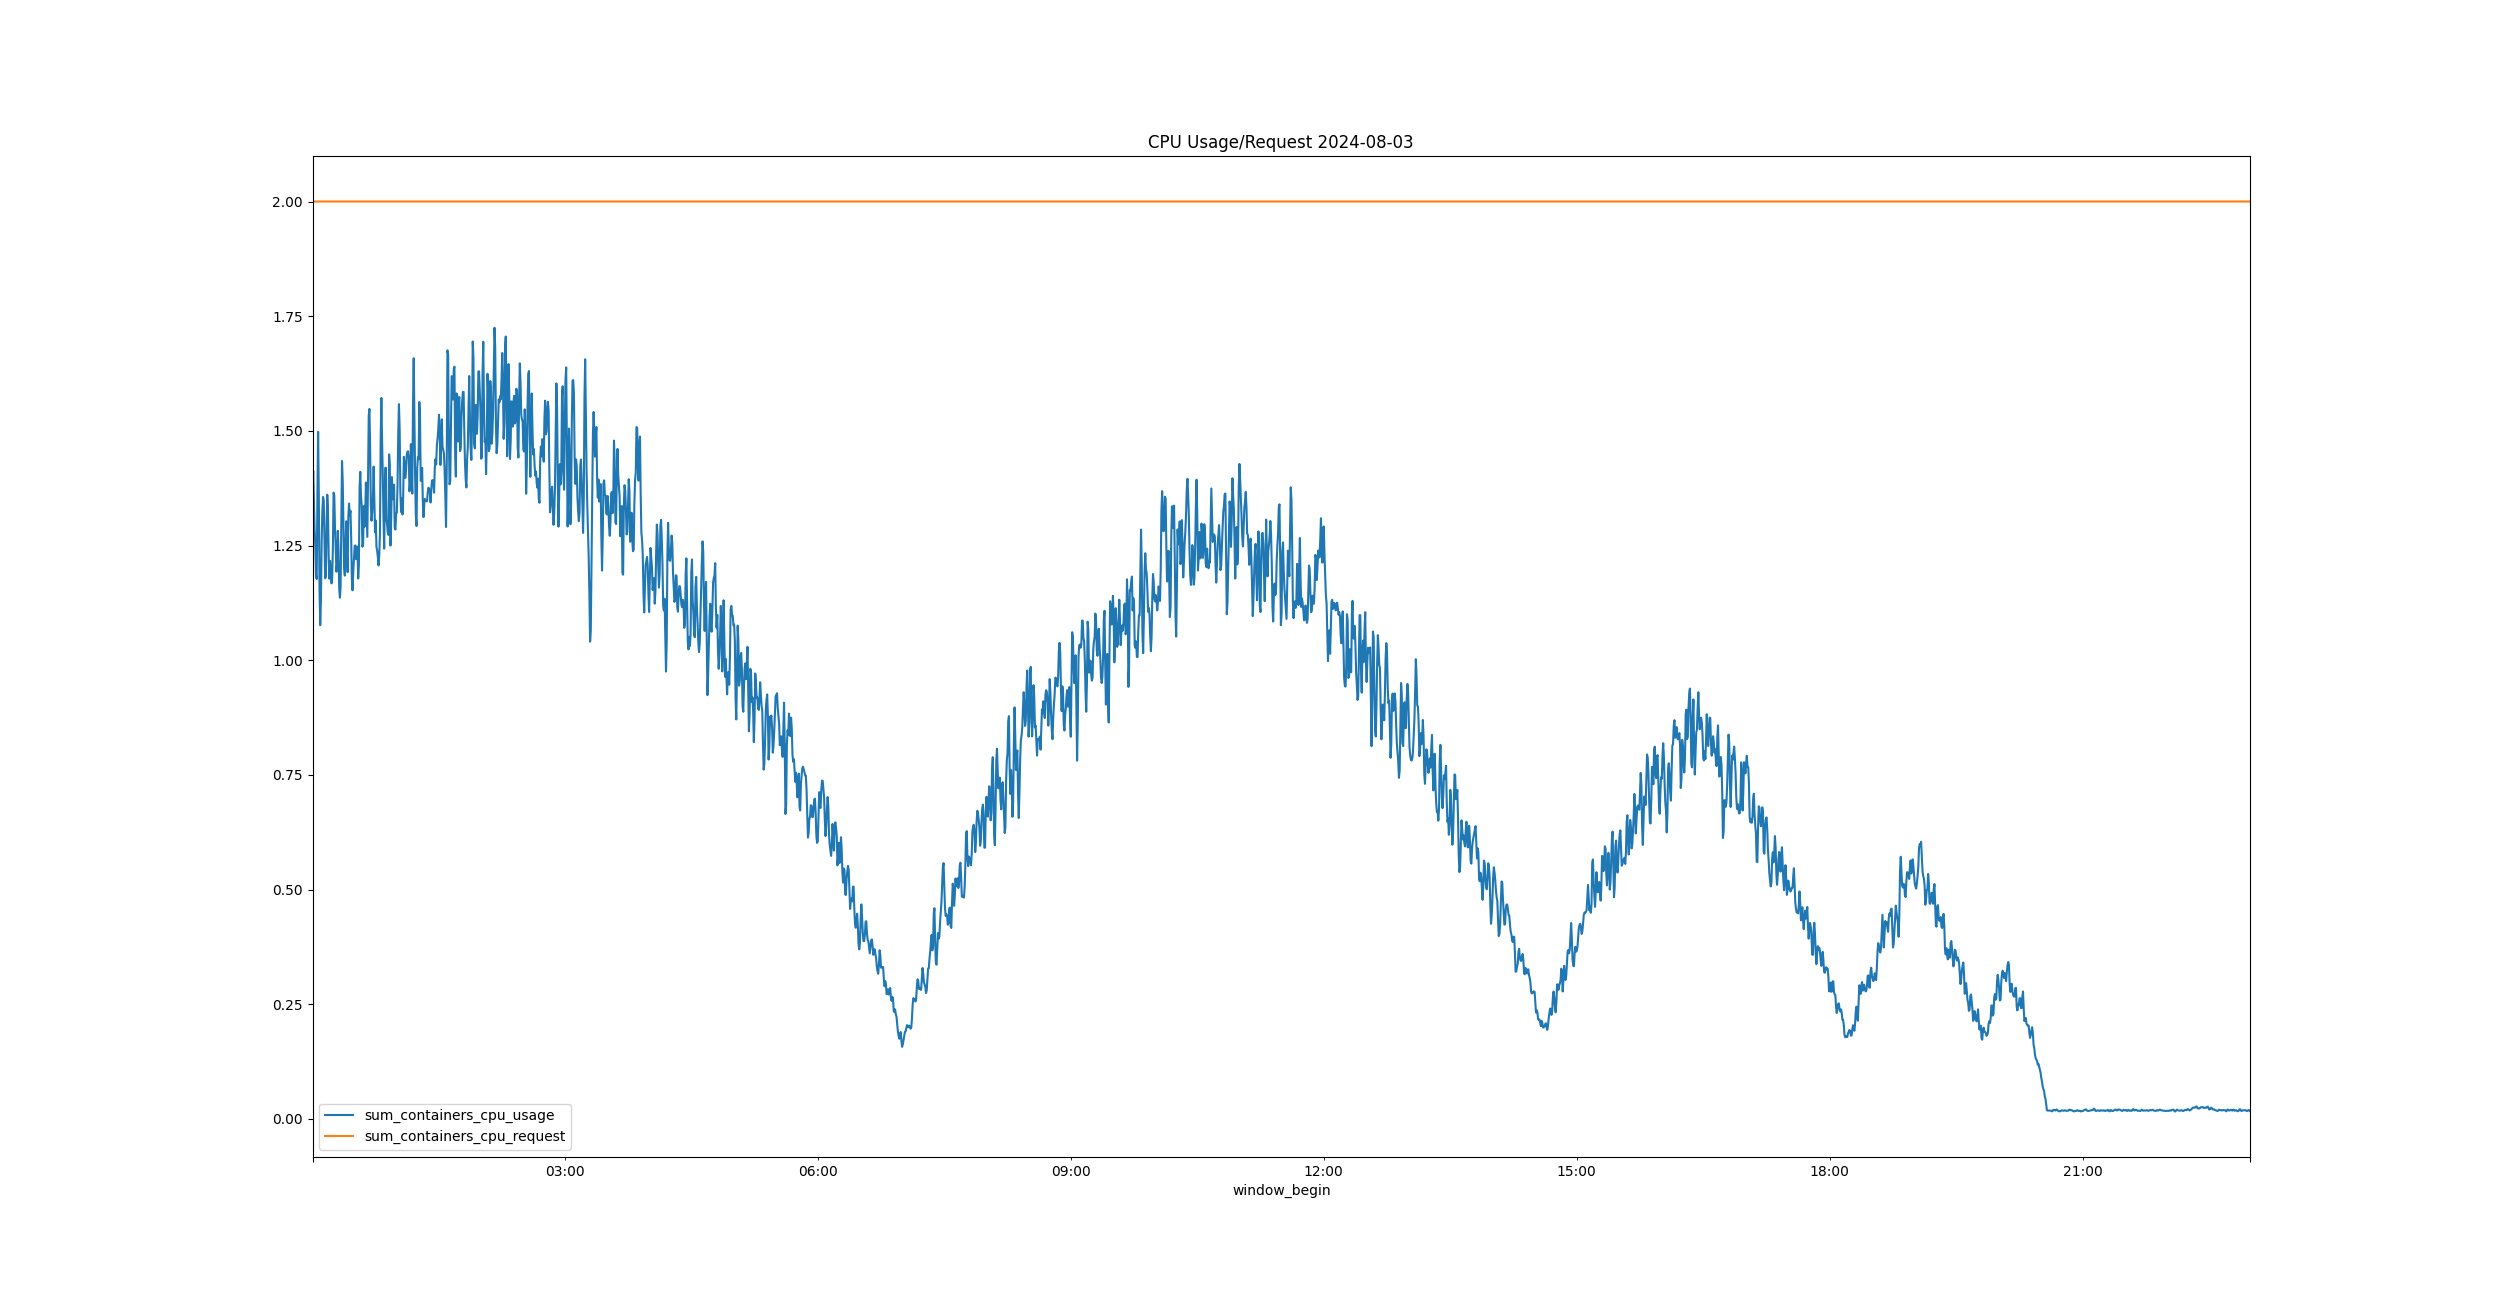 CPU Usage/Request 2024-08-03
2.00
1.75
1.50
1.25
1.00
0.75
0.50
0.25
0.00
sum_containers_cpu_usage
sum_containers_cpu_request
03:00 06:00 09:00 12:00 15:00 18:00 21:00
window_begin